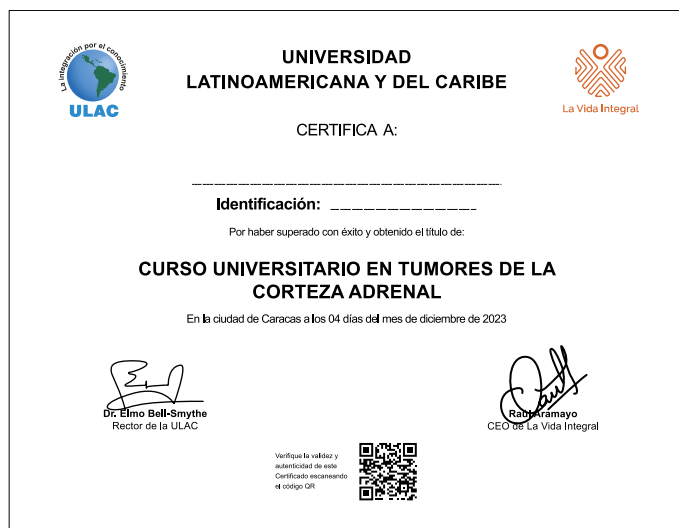 La integración por el conocimiento
ULAC
UNIVERSIDAD
LATINOAMERICANA Y DEL CARIBE
La Vida Integral
CERTIFICA A:
Identificación:
Por haber superado con éxito y obtenido el título de:
CURSO UNIVERSITARIO EN TUMORES DE LA
CORTEZA ADRENAL
En la ciudad de Caracas a los 04 días del mes de diciembre de 2023
Dr. Elmo Bell-Smythe
Rector de la ULAC
Raúl Aramayo
CEO de La Vida Integral
Verifique la validez y
autenticidad de este
Certificado escaneando
el código QR